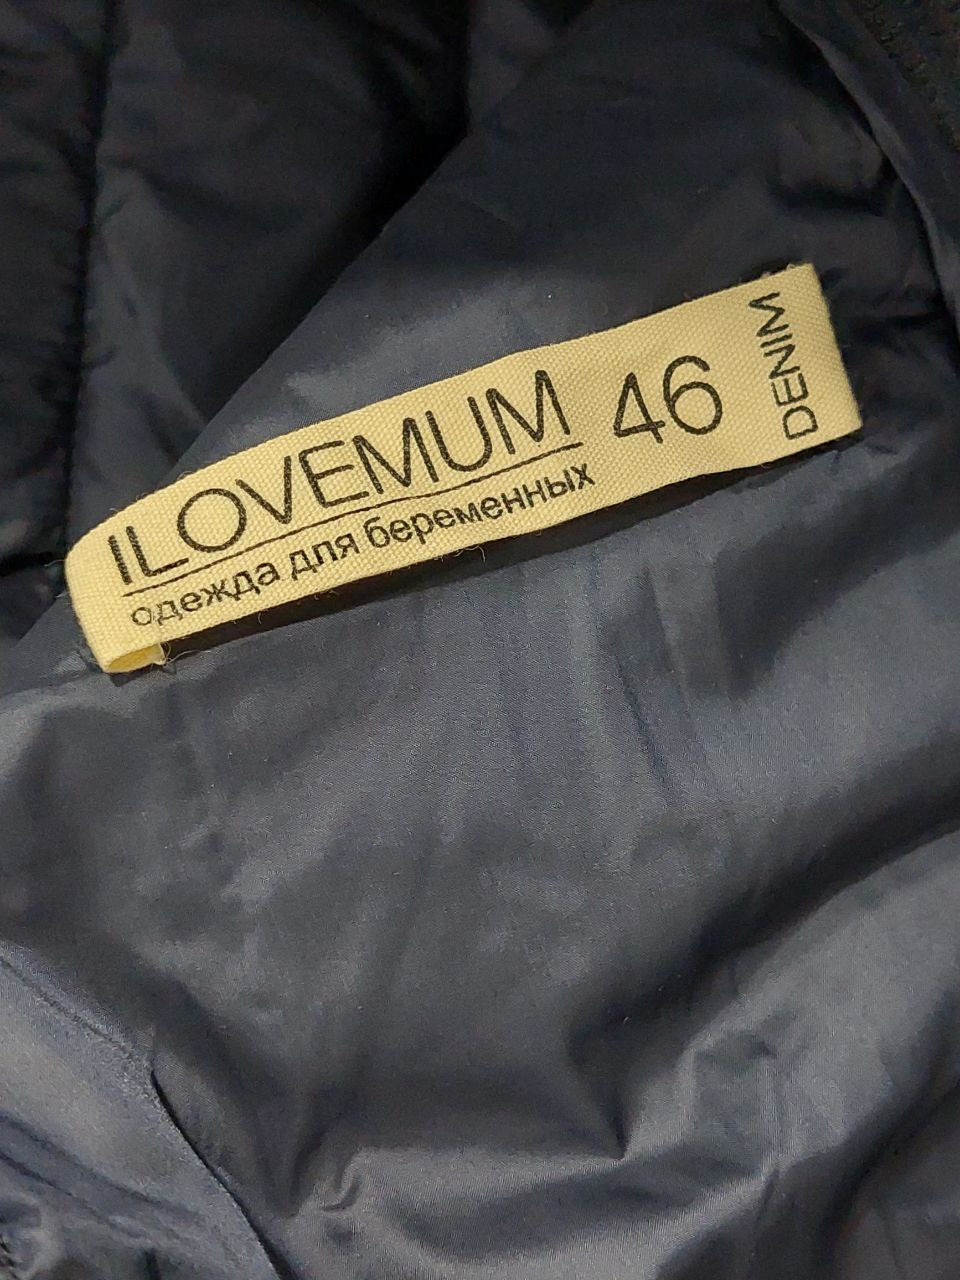 ILOVEMUM
одежда для беременных
46
DENIM